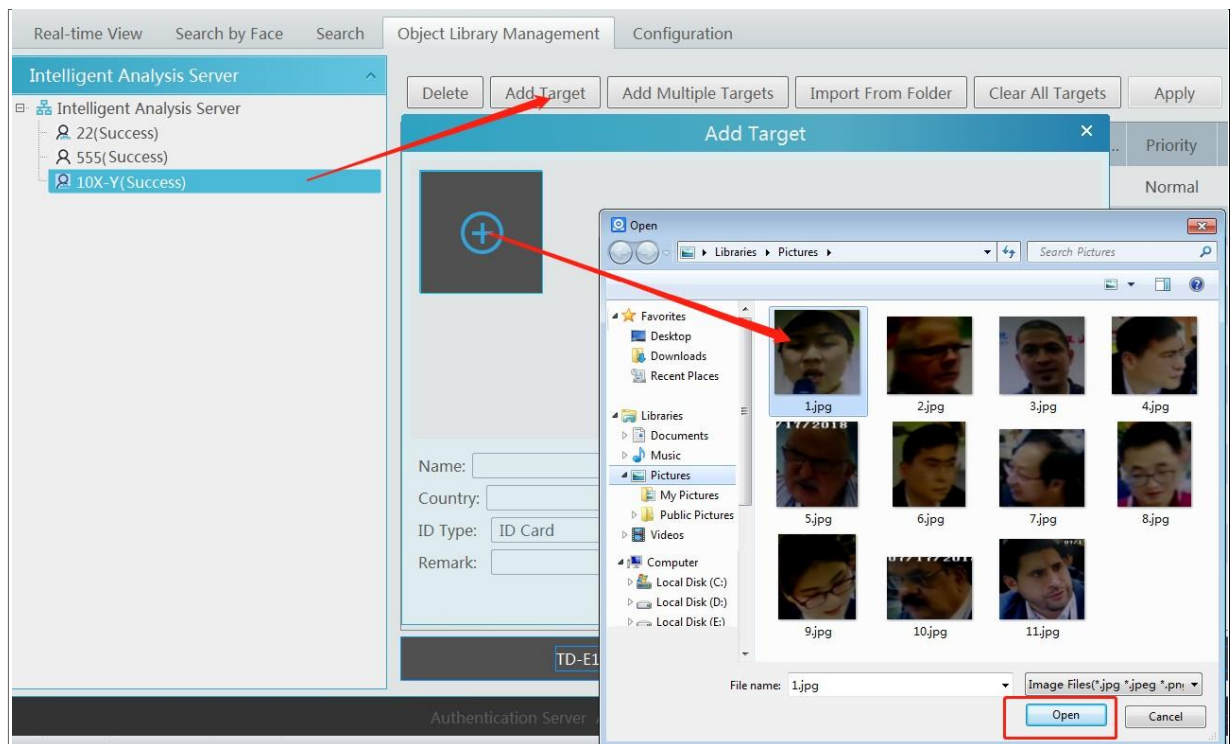 Real-time View Search by Face Search Object Library Management Configuration
Intelligent Analysis Server
Delete Add Target Add Multiple Targets Import From Folder Clear All Targets Apply
Intelligent Analysis Server
22(Success)
555(Success)
10X-Y(Success)
Add Target
.. Priority
Normal
Open
Libraries Pictures
Search Pictures
Favorites
Desktop
Downloads
Recent Places
Libraries
Documents
Music
Pictures
My Pictures
Public Pictures
Videos
Computer
Local Disk (C:)
Local Disk (D:)
Local Disk (E:)
1.jpg 2.jpg 3.jpg 4.jpg
17/2018
5.jpg 6.jpg 7.jpg 8.jpg
9.jpg 10.jpg 11.jpg
Name:
Country:
ID Type: ID Card
Remark:
TD-E1
File name: 1.jpg Image Files(*.jpg *.jpeg *.pn
Open Cancel
Authentication Server